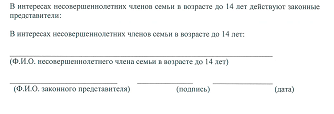 В интересах несовершеннолетних членов семьи в возрасте до 14 лет действуют законные
представители:
В интересах несовершеннолетних членов семьи в возрасте до 14 лет:
(Ф.И.О. несовершеннолетнего члена семьи в возрасте до 14 лет)
(Ф.И.О. законного представителя) (подпись) (дата)